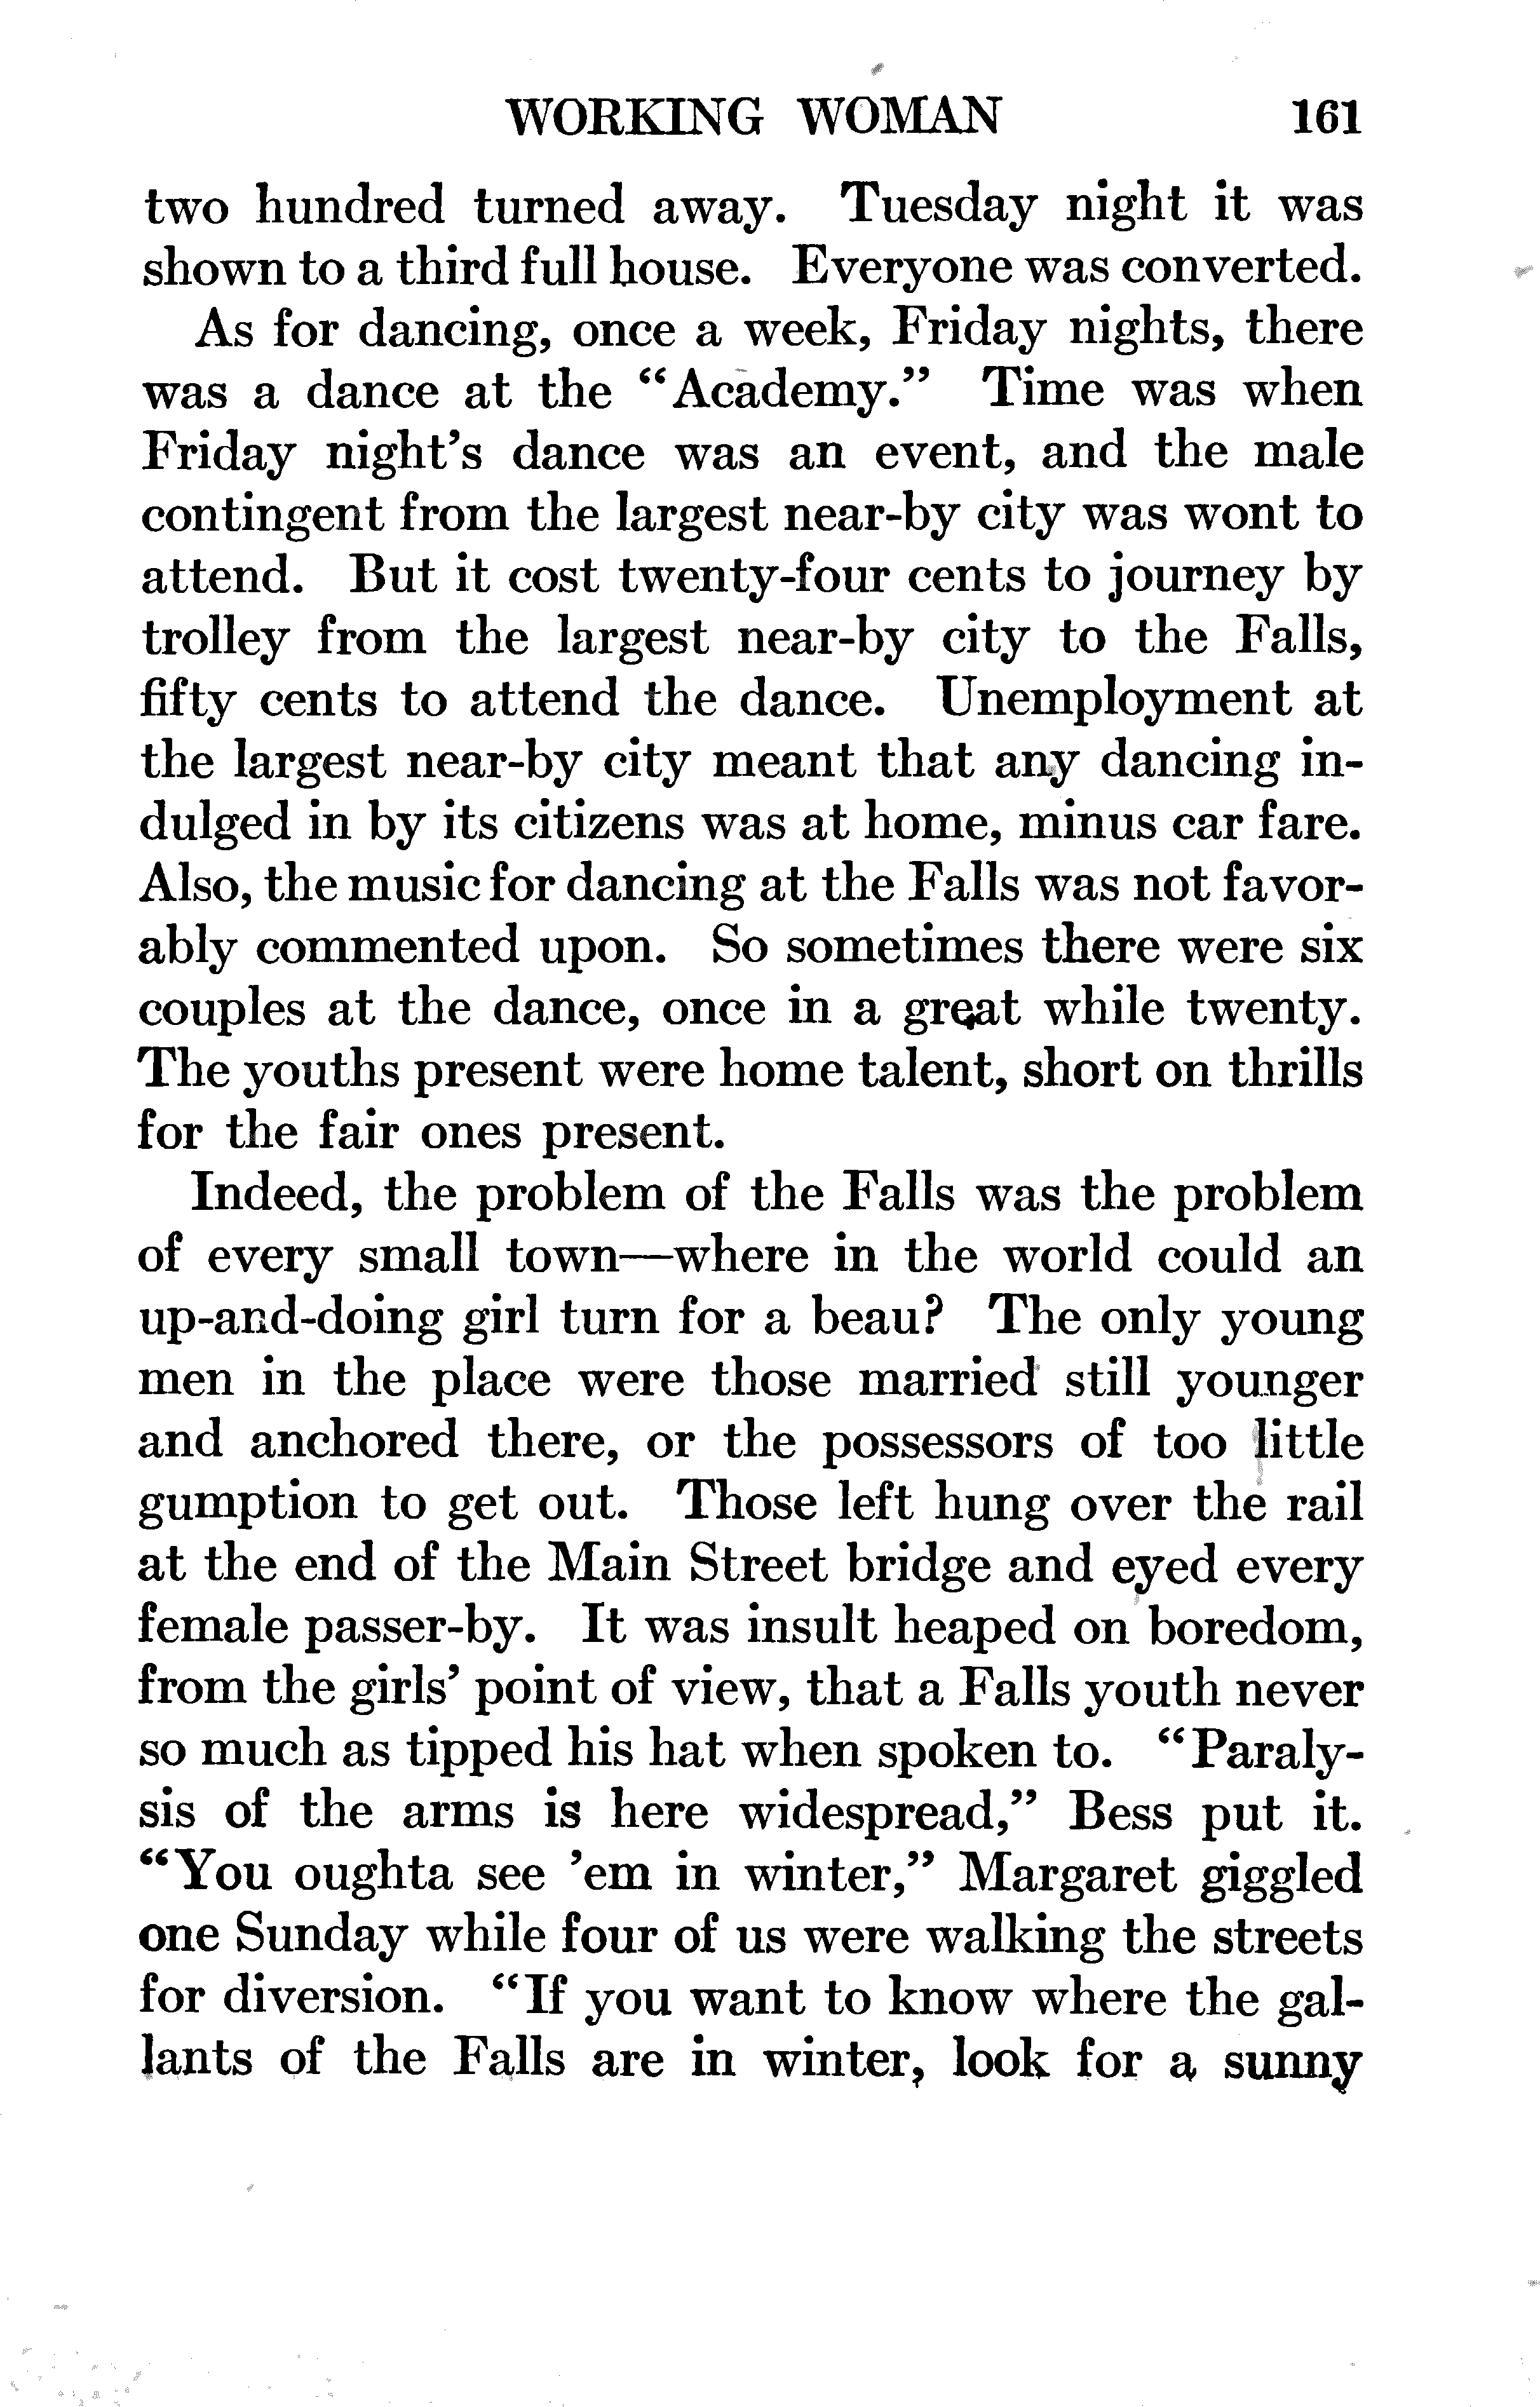 WORKING WOMAN 161
two hundred turned away. Tuesday night it was
shown to a third full house. Everyone was converted.
As for dancing, once a week, Friday nights, there
was a dance at the “Academy.” Time was when
Friday night’s dance was an event, and the male
contingent from the largest near-by city was wont to
attend. But it cost twenty-four cents to journey by
trolley from the largest near-by city to the Falls,
fifty cents to attend the dance. Unemployment at
the largest near-by city meant that any dancing in-
dulged in by its citizens was at home, minus car fare.
Also, the music for dancing at the Falls was not favor-
ably commented upon. So sometimes there were six
couples at the dance, once in a great while twenty.
The youths present were home talent, short on thrills
for the fair ones present.
Indeed, the problem of the Falls was the problem
of every small town—where in the world could an
up-and-doing girl turn for a beau? The only young
men in the place were those married still younger
and anchored there, or the possessors of too little
gumption to get out. Those left hung over the rail
at the end of the Main Street bridge and eyed every
female passer-by. It was insult heaped on boredom,
from the girls’ point of view, that a Falls youth never
so much as tipped his hat when spoken to. “Paraly-
sis of the arms is here widespread,” Bess put it.
“You oughta see ’em in winter,” Margaret giggled
one Sunday while four of us were walking the streets
for diversion. “If you want to know where the gal-
lants of the Falls are in winter, look for a sunny